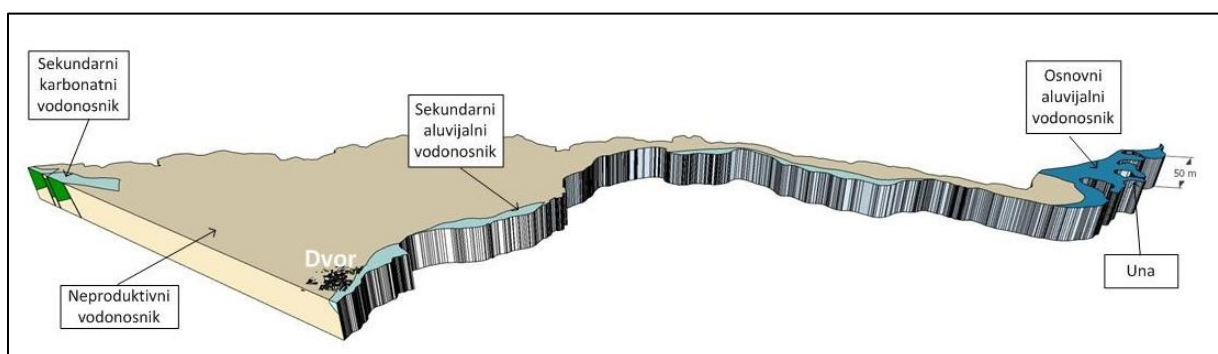 Sekundarni
karbonatni
vodonosnik
Sekundarni
aluvijalni
vodonosnik
Osnovni
aluvijalni
vodonosnik
50 m
Dvor
Una
Neproduktivni
vodonosnik